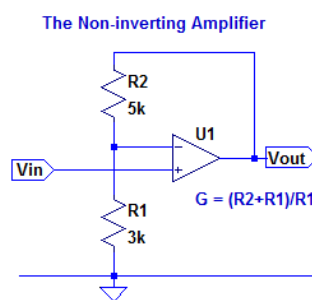 The Non-inverting Amplifier
R2
5k
U1
Vin
Vout
G = (R2+R1)/R1
R1
3k